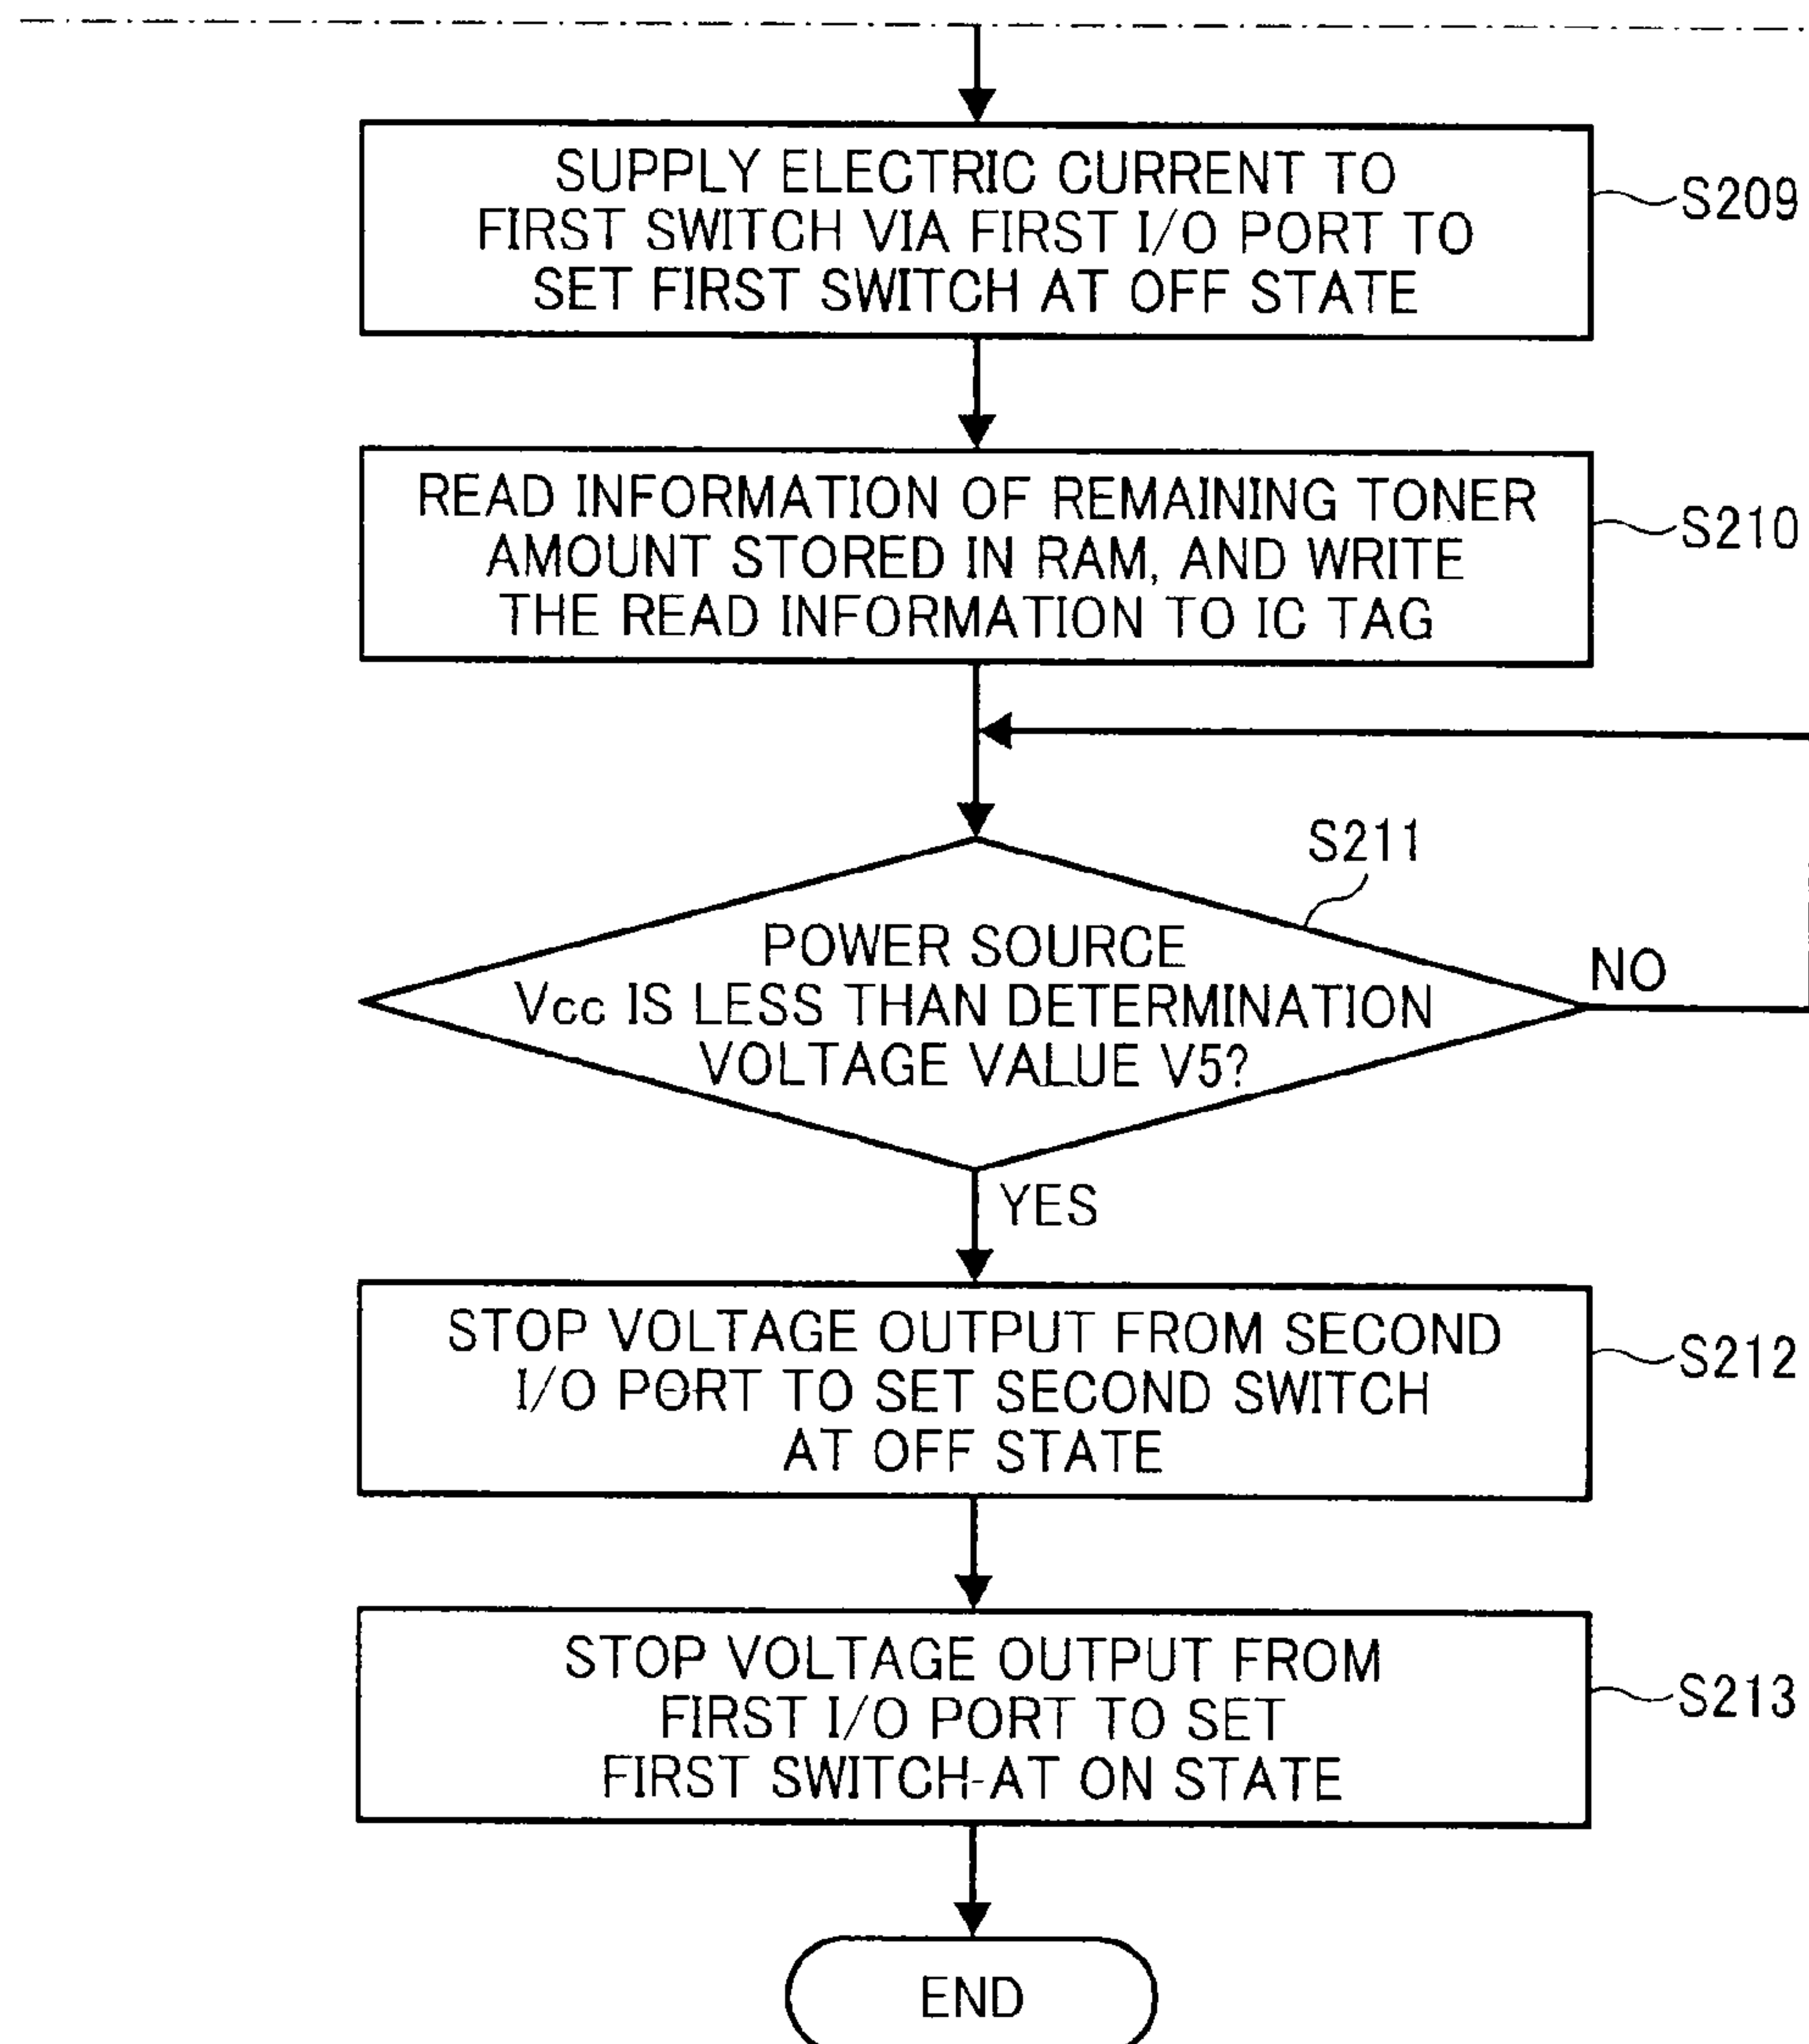 SUPPLY ELECTRIC CURRENT TO
FIRST SWITCH VIA FIRST I/O PORT TO
SET FIRST SWITCH AT OFF STATE
S209
READ INFORMATION OF REMAINING TONER
AMOUNT STORED IN RAM, AND WRITE
THE READ INFORMATION TO IC TAG
S210
S211
POWER SOURCE
Vcc IS LESS THAN DETERMINATION
VOLTAGE VALUE V5?
NO
YES
STOP VOLTAGE OUTPUT FROM SECOND
I/O PORT TO SET SECOND SWITCH
AT OFF STATE
S212
STOP VOLTAGE OUTPUT FROM
FIRST I/O PORT TO SET
FIRST SWITCH-AT ON STATE
S213
END